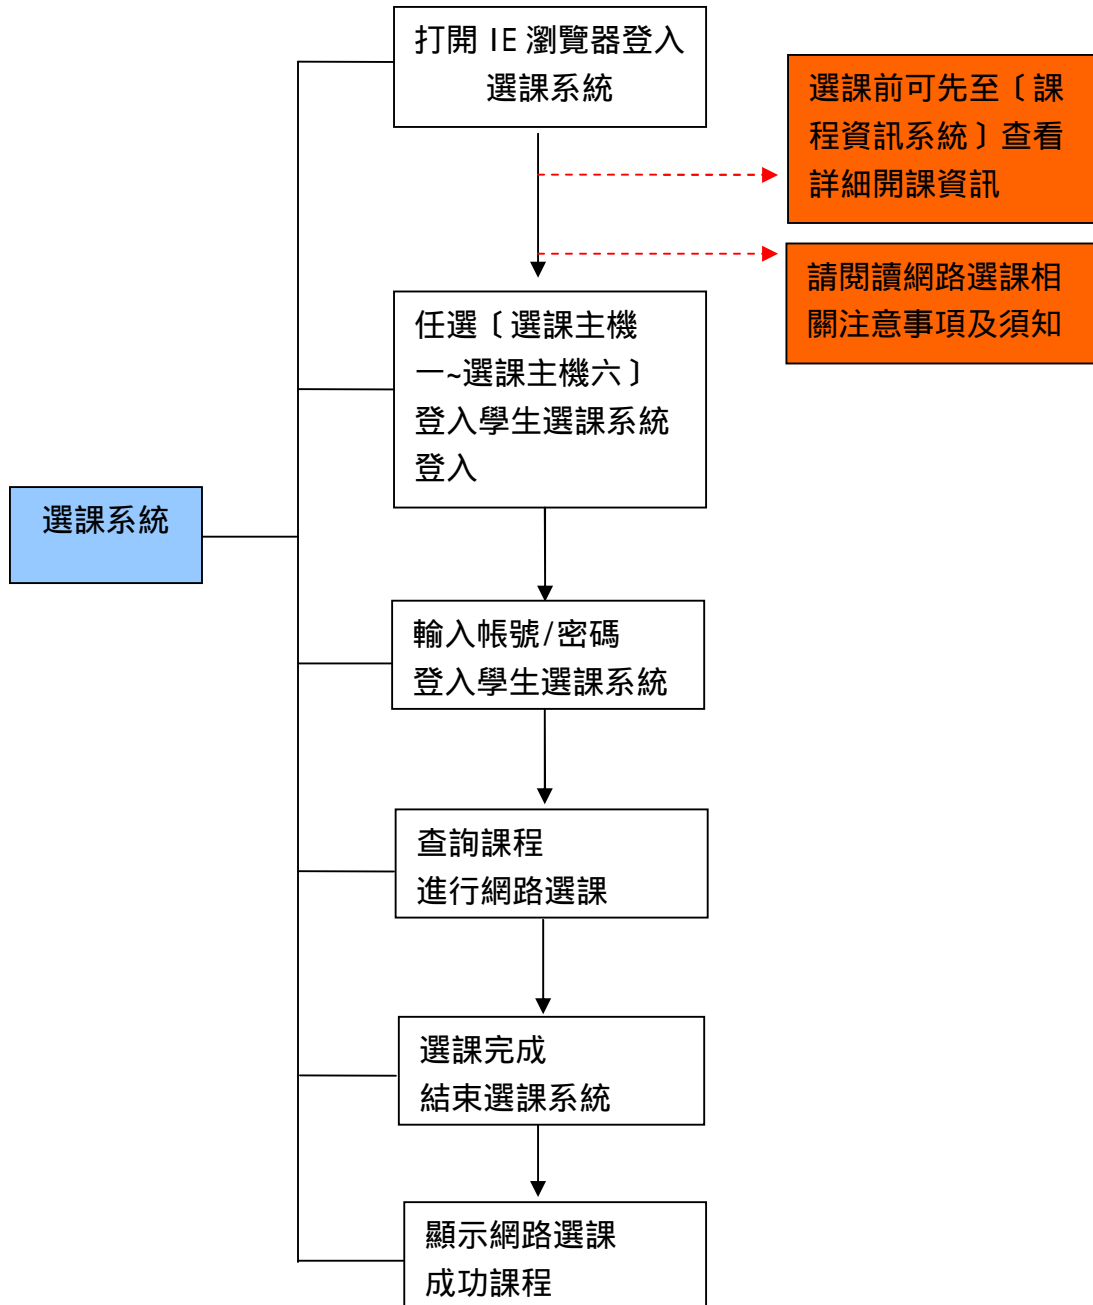 打開 IE 瀏覽器登入
選課系統
選課前可先至〔課
程資訊系統〕查看
詳細開課資訊
請閱讀網路選課相
關注意事項及須知
任選〔選課主機
一~選課主機六〕
登入學生選課系統
登入
選課系統
輸入帳號/密碼
登入學生選課系統
查詢課程
進行網路選課
選課完成
結束選課系統
顯示網路選課
成功課程